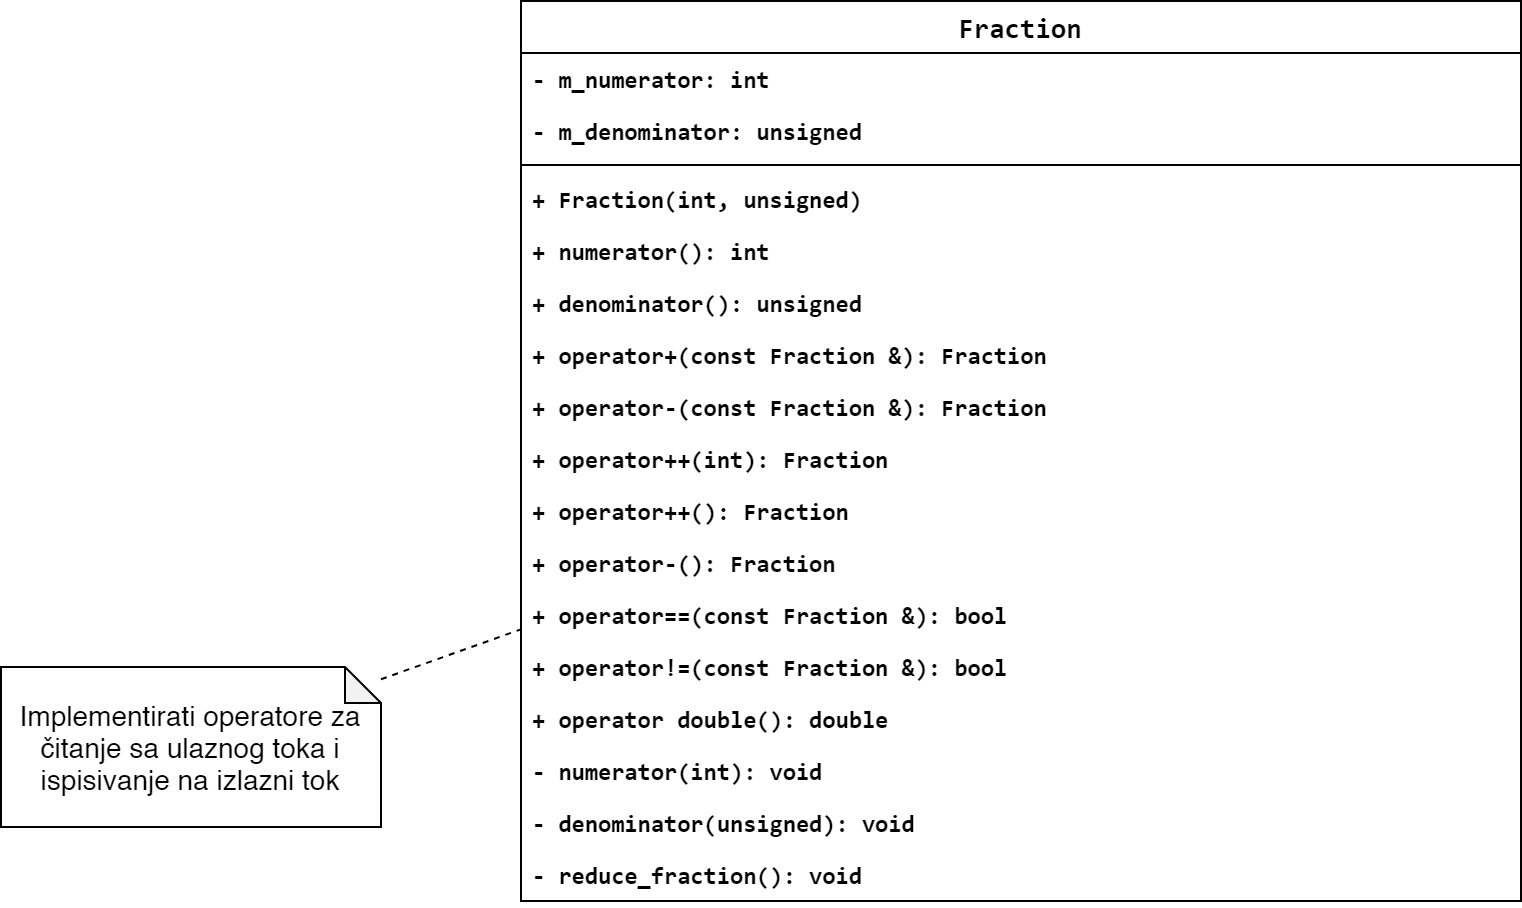 Fraction
- m_numerator: int
- m_denominator: unsigned
+ Fraction(int, unsigned)
+ numerator(): int
+ denominator(): unsigned
+ operator+(const Fraction &): Fraction
+ operator-(const Fraction &): Fraction
+ operator++(int): Fraction
+ operator++(): Fraction
+ operator-(): Fraction
+ operator==(const Fraction &): bool
+ operator!=(const Fraction &): bool
+ operator double(): double
- numerator(int): void
- denominator(unsigned): void
- reduce_fraction(): void
Implementirati operatore za
čitanje sa ulaznog toka i
ispisivanje na izlazni tok